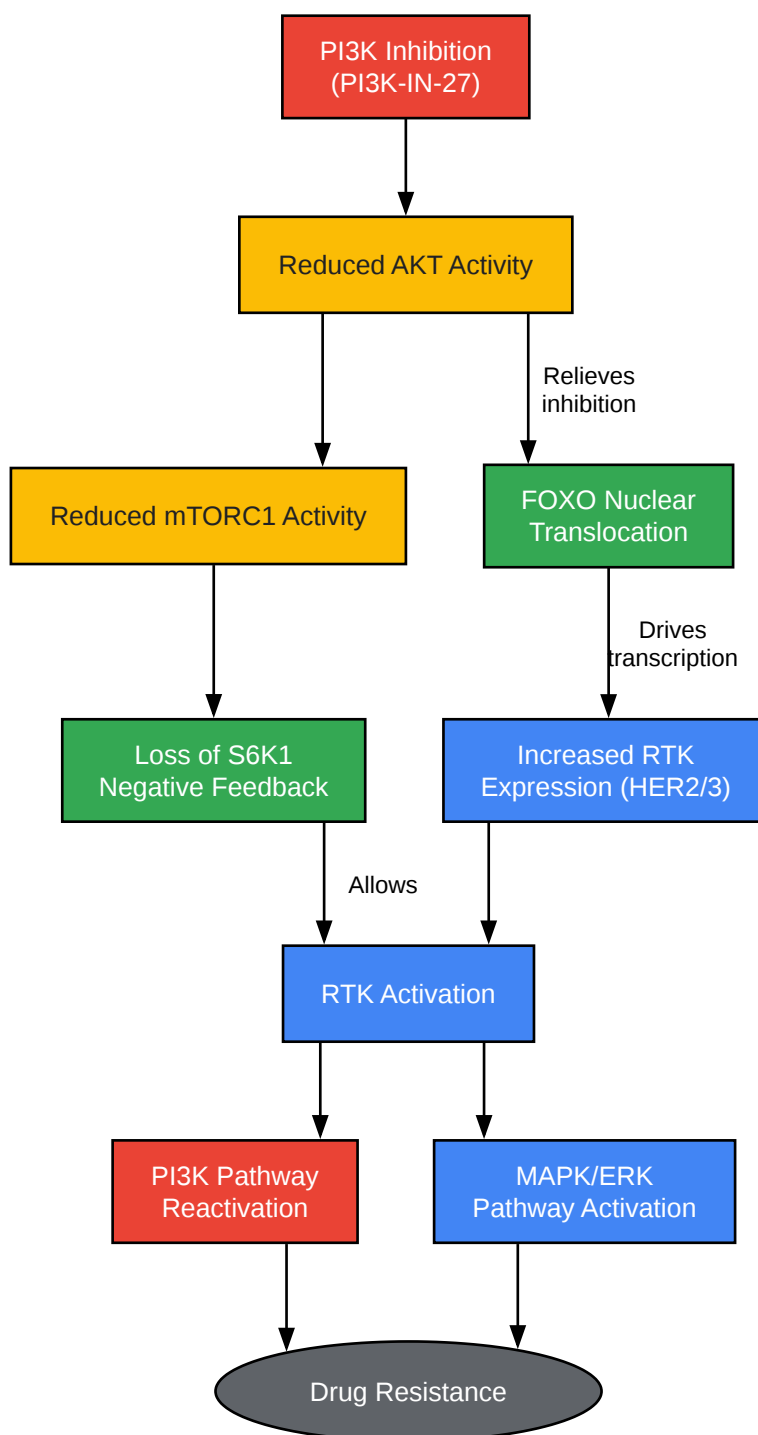 PI3K Inhibition
(PI3K-IN-27)
Reduced AKT Activity
Relieves
inhibition
Reduced mTORC1 Activity
FOXO Nuclear
Translocation
Drives
transcription
Loss of S6K1
Negative Feedback
Increased RTK
Expression (HER2/3)
Allows
RTK Activation
PI3K Pathway
Reactivation
MAPK/ERK
Pathway Activation
Drug Resistance